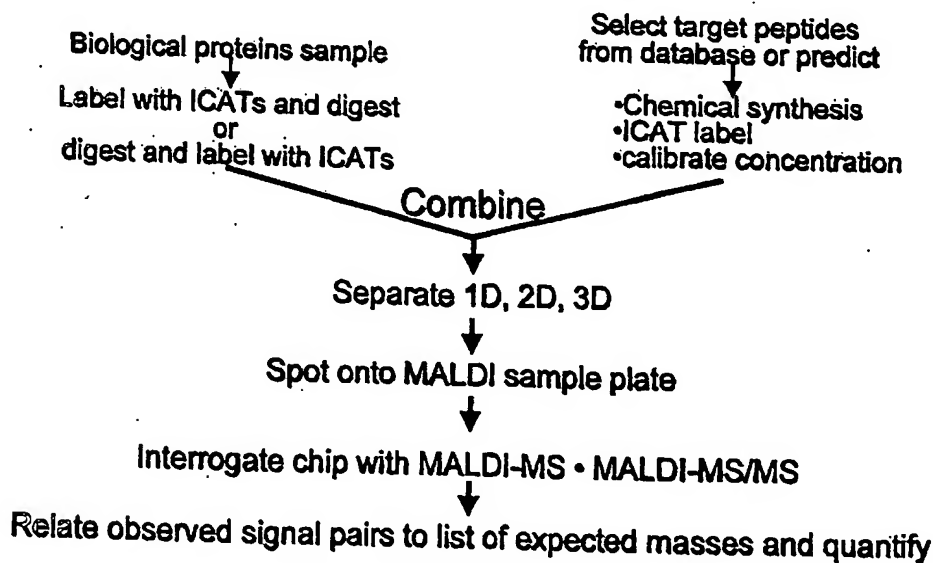 Biological proteins sample
Label with ICATs and digest
or
digest and label with ICATs
Select target peptides
from database or predict
•Chemical synthesis
•ICAT label
•calibrate concentration
Combine
Separate 1D, 2D, 3D
Spot onto MALDI sample plate
Interrogate chip with MALDI-MS • MALDI-MS/MS
Relate observed signal pairs to list of expected masses and quantify